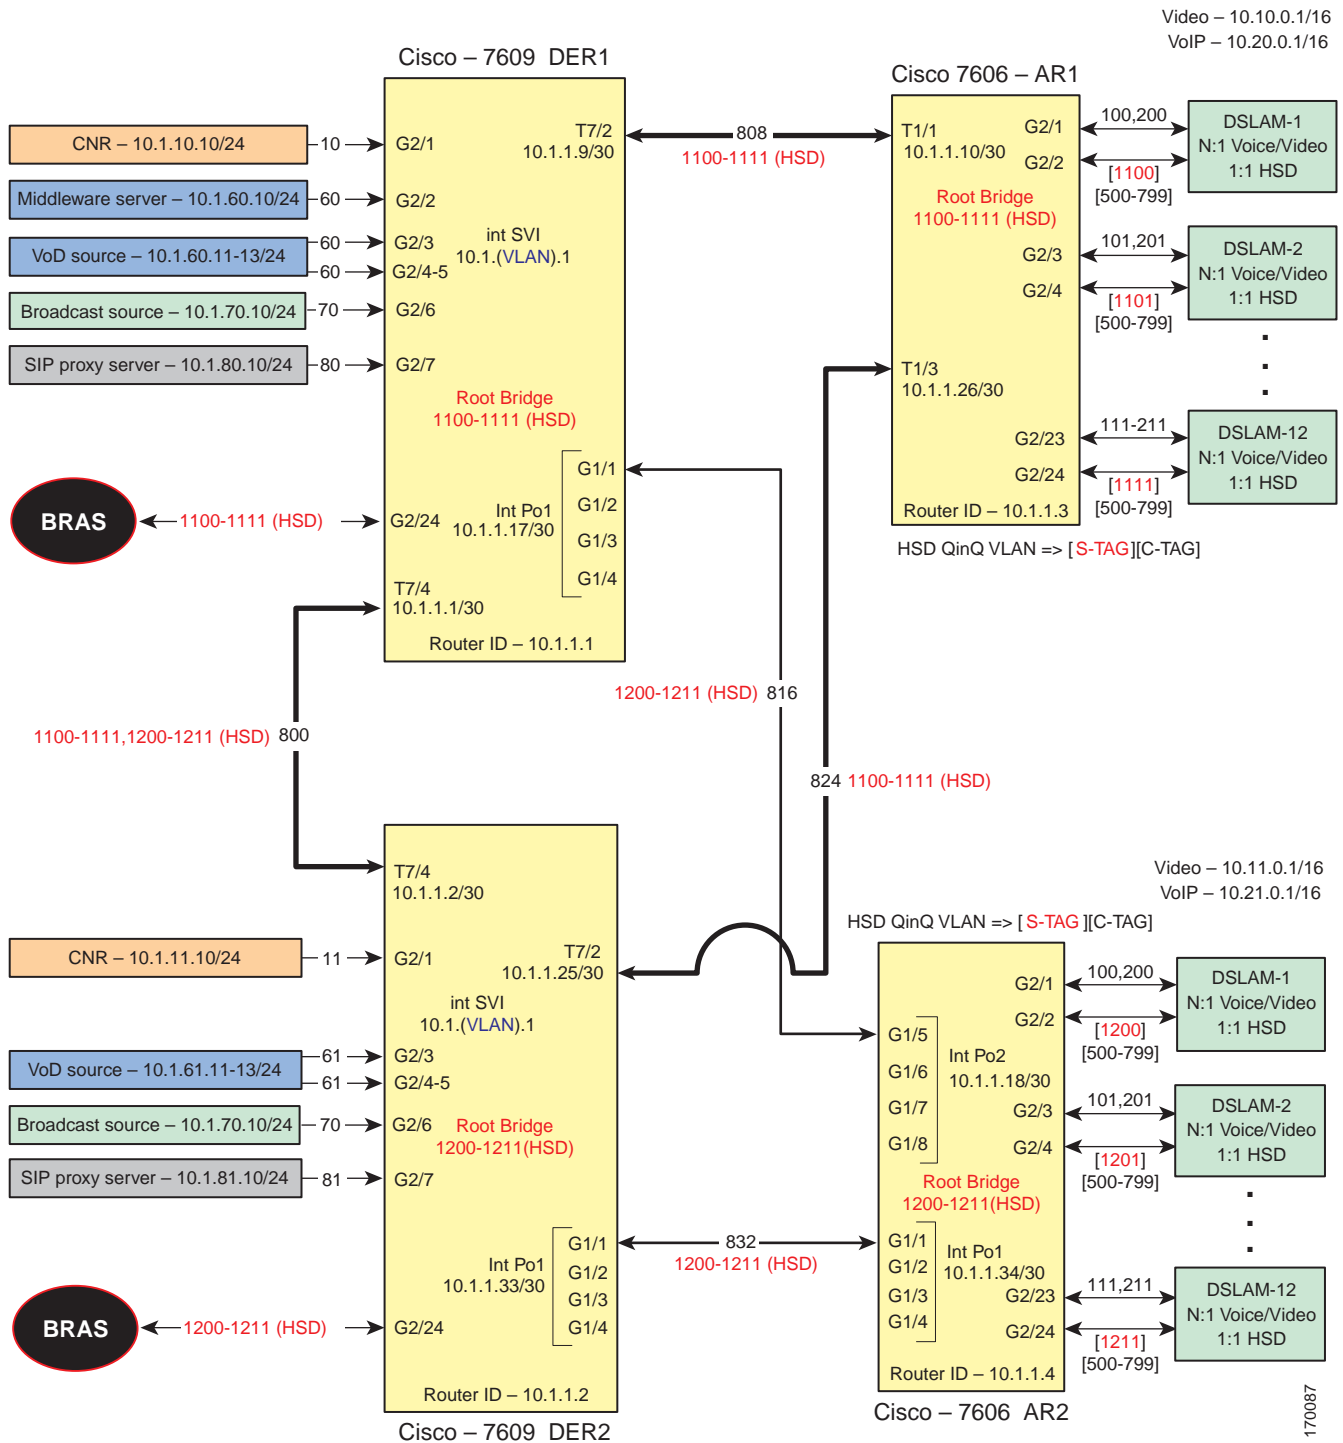 Video – 10.10.0.1/16
VoIP – 10.20.0.1/16
Cisco – 7609 DER1
Cisco 7606 – AR1
CNR – 10.1.10.10/24
10
G2/1
Middleware server – 10.1.60.10/24
60
G2/2
VoD source – 10.1.60.11-13/24
60
G2/3
60
G2/4-5
Broadcast source – 10.1.70.10/24
70
G2/6
SIP proxy server – 10.1.80.10/24
80
G2/7
T7/2
10.1.1.9/30
int SVI
10.1.(VLAN).1
Root Bridge
1100-1111 (HSD)
BRAS
1100-1111 (HSD)
G2/24
Int Po1
10.1.1.17/30
G1/1
G1/2
G1/3
G1/4
T7/4
10.1.1.1/30
Router ID – 10.1.1.1
808
1100-1111 (HSD)
T1/1
10.1.1.10/30
Root Bridge
1100-1111 (HSD)
G2/1
G2/2
G2/3
G2/4
T1/3
10.1.1.26/30
G2/23
G2/24
Router ID – 10.1.1.3
100,200
[1100]
[500-799]
DSLAM-1
N:1 Voice/Video
1:1 HSD
101,201
[1101]
[500-799]
DSLAM-2
N:1 Voice/Video
1:1 HSD
111-211
[1111]
[500-799]
DSLAM-12
N:1 Voice/Video
1:1 HSD
HSD QinQ VLAN => [S-TAG][C-TAG]
1200-1211 (HSD) 816
1100-1111,1200-1211 (HSD) 800
824 1100-1111 (HSD)
Video – 10.11.0.1/16
VoIP – 10.21.0.1/16
HSD QinQ VLAN => [S-TAG][C-TAG]
T7/4
10.1.1.2/30
CNR – 10.1.11.10/24
11
G2/1
T7/2
10.1.1.25/30
int SVI
10.1.(VLAN).1
VoD source – 10.1.61.11-13/24
61
G2/3
61
G2/4-5
Broadcast source – 10.1.70.10/24
70
G2/6
Root Bridge
1200-1211(HSD)
SIP proxy server – 10.1.81.10/24
81
G2/7
Int Po1
10.1.1.33/30
G1/1
G1/2
G1/3
G1/4
BRAS
1200-1211 (HSD)
G2/24
Router ID – 10.1.1.2
Cisco – 7609 DER2
832
1200-1211 (HSD)
G1/5
G1/6
G1/7
G1/8
Int Po2
10.1.1.18/30
G2/1
G2/2
G2/3
G2/4
Root Bridge
1200-1211(HSD)
G1/1
G1/2
G1/3
G1/4
Int Po1
10.1.1.34/30
G2/23
G2/24
Router ID – 10.1.1.4
Cisco – 7606 AR2
100,200
[1200]
[500-799]
DSLAM-1
N:1 Voice/Video
1:1 HSD
101,201
[1201]
[500-799]
DSLAM-2
N:1 Voice/Video
1:1 HSD
111,211
[1211]
[500-799]
DSLAM-12
N:1 Voice/Video
1:1 HSD
170087